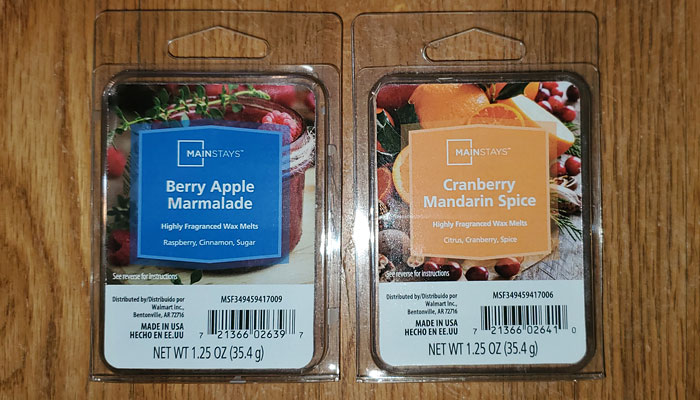 MAINSTAYS™
Berry Apple
Marmalade
Highly Fragranced Wax Melts
Raspberry, Cinnamon, Sugar
See reverse for instructions
Distributed by/Distribuido por
Walmart Inc.,
Bentonville, AR 72716
MADE IN USA
HECHO EN EE.UU
MSF349459417009
7 21366 02639 7
NET WT 1.25 OZ (35.4 g)
MAINSTAYS™
Cranberry
Mandarin Spice
Highly Fragranced Wax Melts
Citrus, Cranberry, Spice
See reverse for instructions
Distributed by/Distribuido por
Walmart Inc.,
Bentonville, AR 72716
MADE IN USA
HECHO EN EE.UU
MSF349459417006
7 21366 02641 0
NET WT 1.25 OZ (35.4 g)